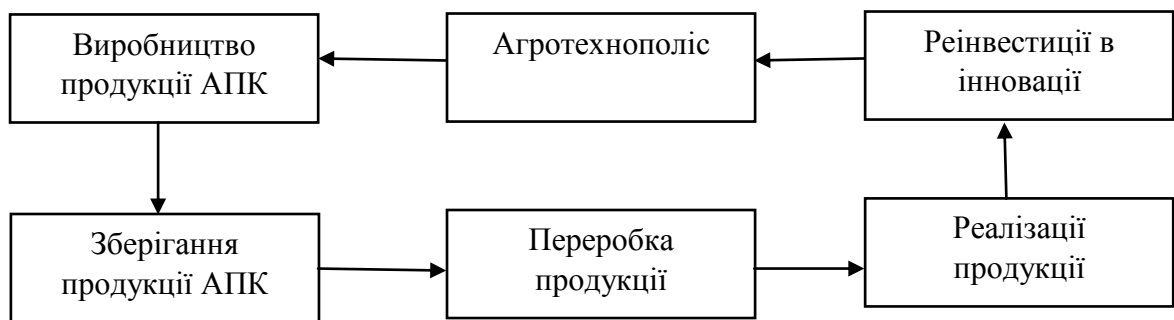 Виробництво
продукції АПК
Агротехнополіс
Реінвестиції в
інновації
Зберігання
продукції АПК
Переробка
продукції
Реалізації
продукції